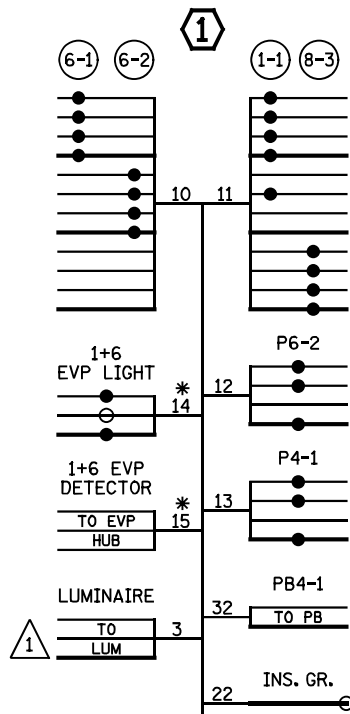 1
6-1 6-2 1-1 8-3
10 11
1+6
EVP LIGHT
*
14
P6-2
12
1+6 EVP
DETECTOR
TO EVP
HUB
*
15
P4-1
13
LUMINAIRE
TO
LUM
1
3
PB4-1
TO PB
32
INS. GR.
22